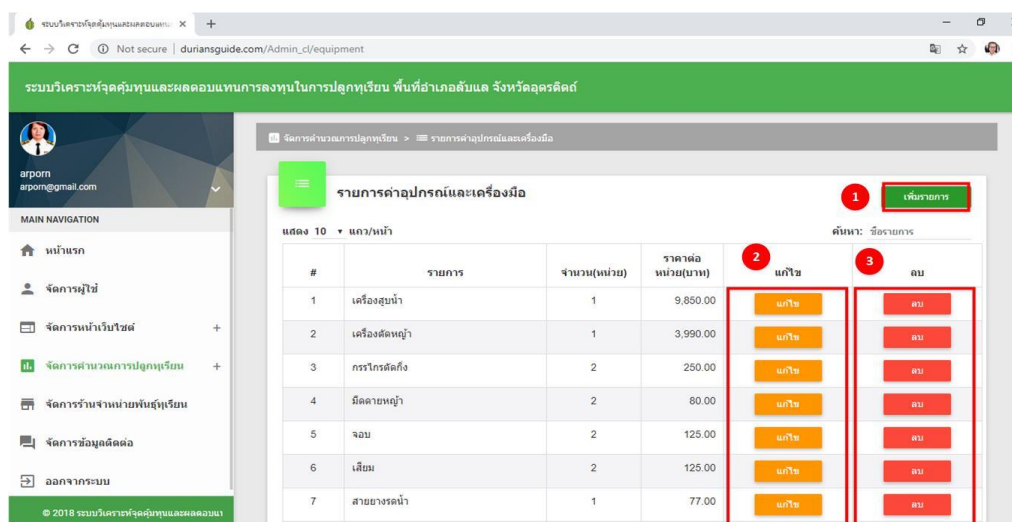 ระบบวิเคราะห์จุดคุ้มทุนและผลตอบแทน
Not secure | duriansguide.com/Admin_cl/equipment
ระบบวิเคราะห์จุดคุ้มทุนและผลตอบแทนการลงทุนในการปลูกทุเรียน พื้นที่อำเภอลับแล จังหวัดอุตรดิตถ์
จัดการคำนวณการปลูกทุเรียน > รายการค่าอุปกรณ์และเครื่องมือ
arporn
arporn@gmail.com
MAIN NAVIGATION
หน้าแรก
จัดการผู้ใช้
จัดการหน้าเว็บไซต์ +
จัดการคำนวณการปลูกทุเรียน +
จัดการร้านจำหน่ายพันธุ์ทุเรียน
จัดการข้อมูลติดต่อ
ออกจากระบบ
© 2018 ระบบวิเคราะห์จุดคุ้มทุนและผลตอบแ
รายการค่าอุปกรณ์และเครื่องมือ
1 เพิ่มรายการ
แสดง 10 แถว/หน้า
ค้นหา: ชื่อรายการ
2 3
# รายการ จำนวน(หน่วย) ราคาต่อหน่วย(บาท) แก้ไข ลบ
1 เครื่องสูบน้ำ 1 9,850.00 แก้ไข ลบ
2 เครื่องตัดหญ้า 1 3,990.00 แก้ไข ลบ
3 กรรไกรตัดกิ่ง 2 250.00 แก้ไข ลบ
4 มีดดายหญ้า 2 80.00 แก้ไข ลบ
5 จอบ 2 125.00 แก้ไข ลบ
6 เสียม 2 125.00 แก้ไข ลบ
7 สายยางรดน้ำ 1 77.00 แก้ไข ลบ